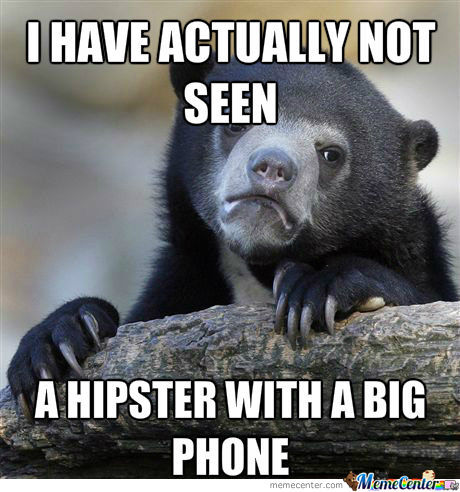 I HAVE ACTUALLY NOT
SEEN
A HIPSTER WITH A BIG
PHONE
memecenter.com MemeCenter